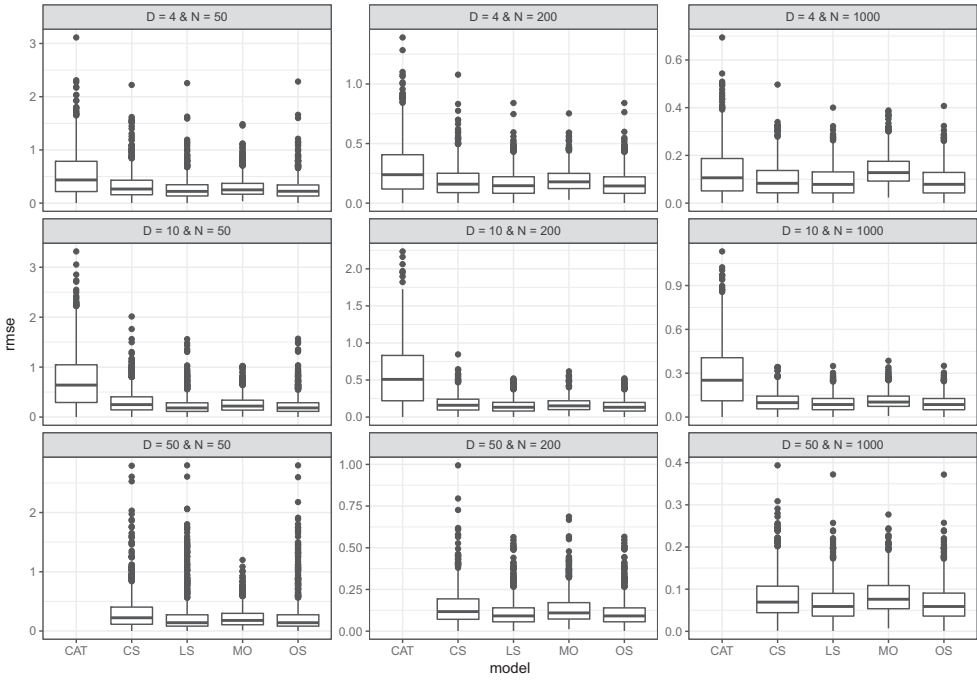 D = 4 & N = 50
D = 4 & N = 200
D = 4 & N = 1000
3
2
1
0
1.0
0.5
0.0
0.6
0.4
0.2
0.0
D = 10 & N = 50
D = 10 & N = 200
D = 10 & N = 1000
rmse
3
2
1
0
2.0
1.5
1.0
0.5
0.0
0.9
0.6
0.3
0.0
D = 50 & N = 50
D = 50 & N = 200
D = 50 & N = 1000
2
1
0
1.00
0.75
0.50
0.25
0.00
0.4
0.3
0.2
0.1
0.0
CAT CS LS MO OS
CAT CS LS MO OS
CAT CS LS MO OS
model